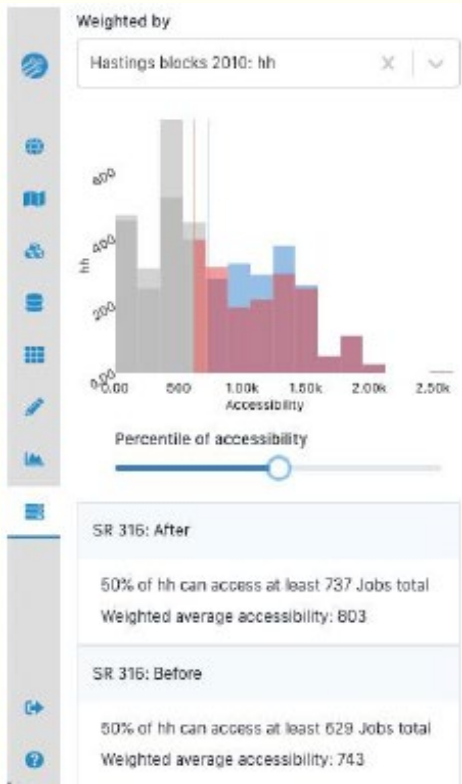 Weighted by
Hastings blocks 2010: hh
600
400
200
0.00
hh
0.00 500 1.00k 1.50k 2.00k 2.50k
Accessibility
Percentile of accessibility
SR 316: After
50% of hh can access at least 737 Jobs total
Weighted average accessibility: 803
SR 316: Before
50% of hh can access at least 629 Jobs total
Weighted average accessibility: 743